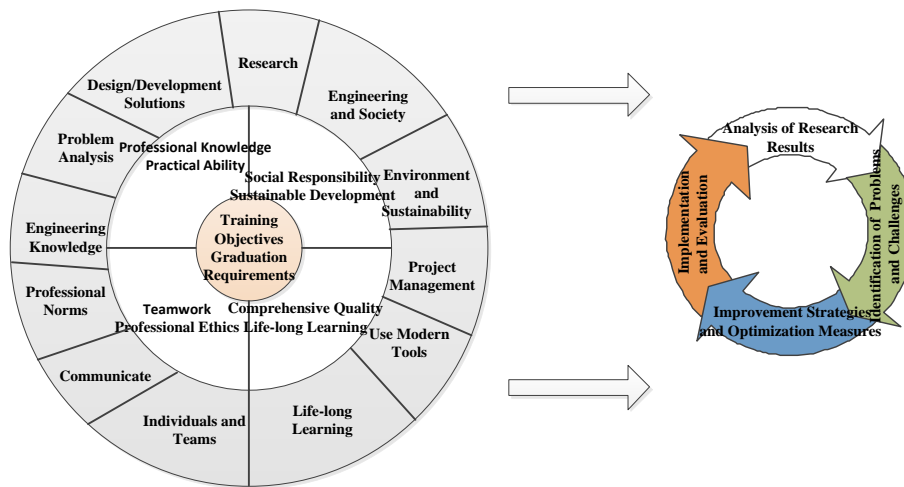 Research
Design/Development
Solutions
Engineering
and Society
Problem
Analysis
Professional Knowledge
Practical Ability
Social Responsibility
Sustainable Development
Environment
and
Sustainability
Engineering
Knowledge
Training
Objectives
Graduation
Requirements
Project
Management
Professional
Norms
Teamwork
Professional Ethics
Comprehensive Quality
Life-long Learning
Use Modern
Tools
Communicate
Individuals and
Teams
Life-long
Learning
Analysis of Research
Results
Implementation
and Evaluation
Identification of Problems
and Challenges
Improvement Strategies
and Optimization Measures